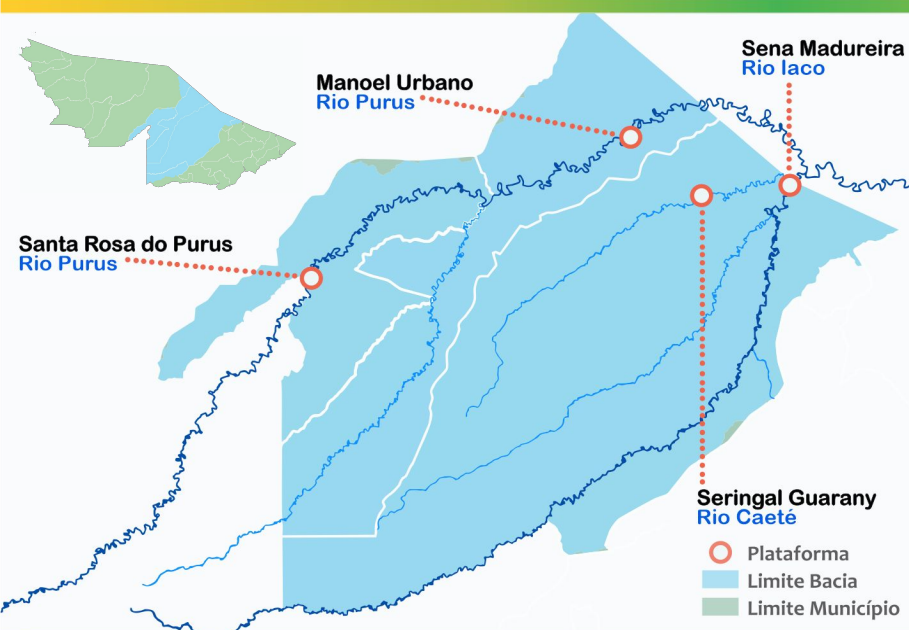 Sena Madureira
Rio Iaco
Manoel Urbano
Rio Purus
Santa Rosa do Purus
Rio Purus
Seringal Guarany
Rio Caeté
Plataforma
Limite Bacia
Limite Município